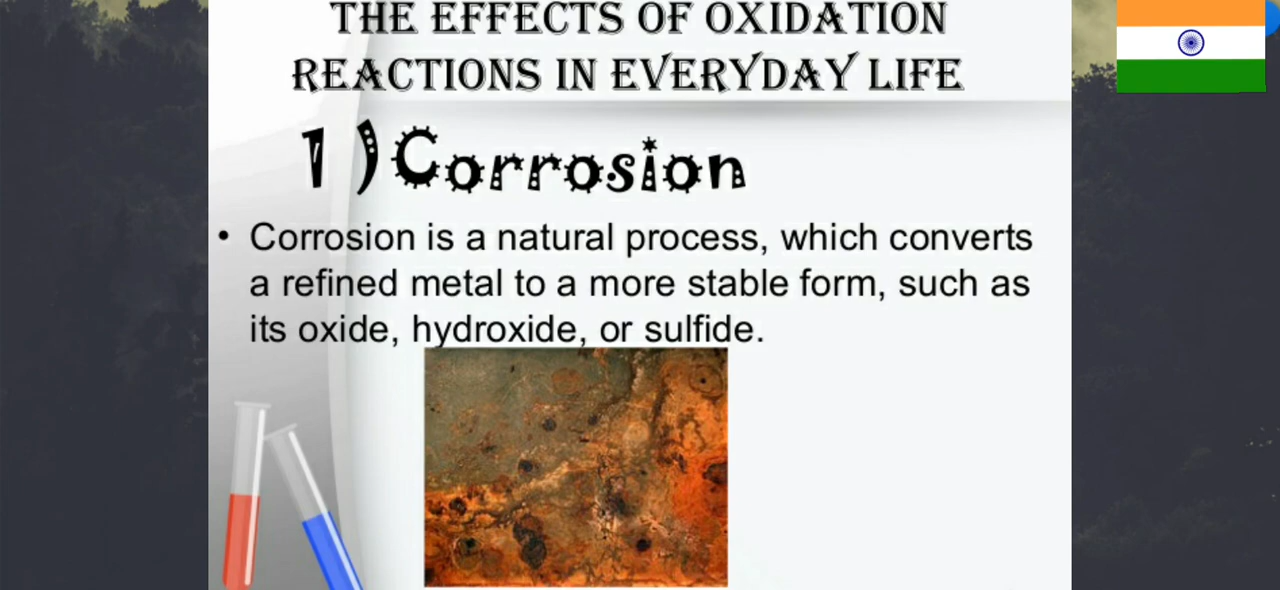 THE EFFECTS OF OXIDATION
REACTIONS IN EVERYDAY LIFE
1) Corrosion
• Corrosion is a natural process, which converts
a refined metal to a more stable form, such as
its oxide, hydroxide, or sulfide.